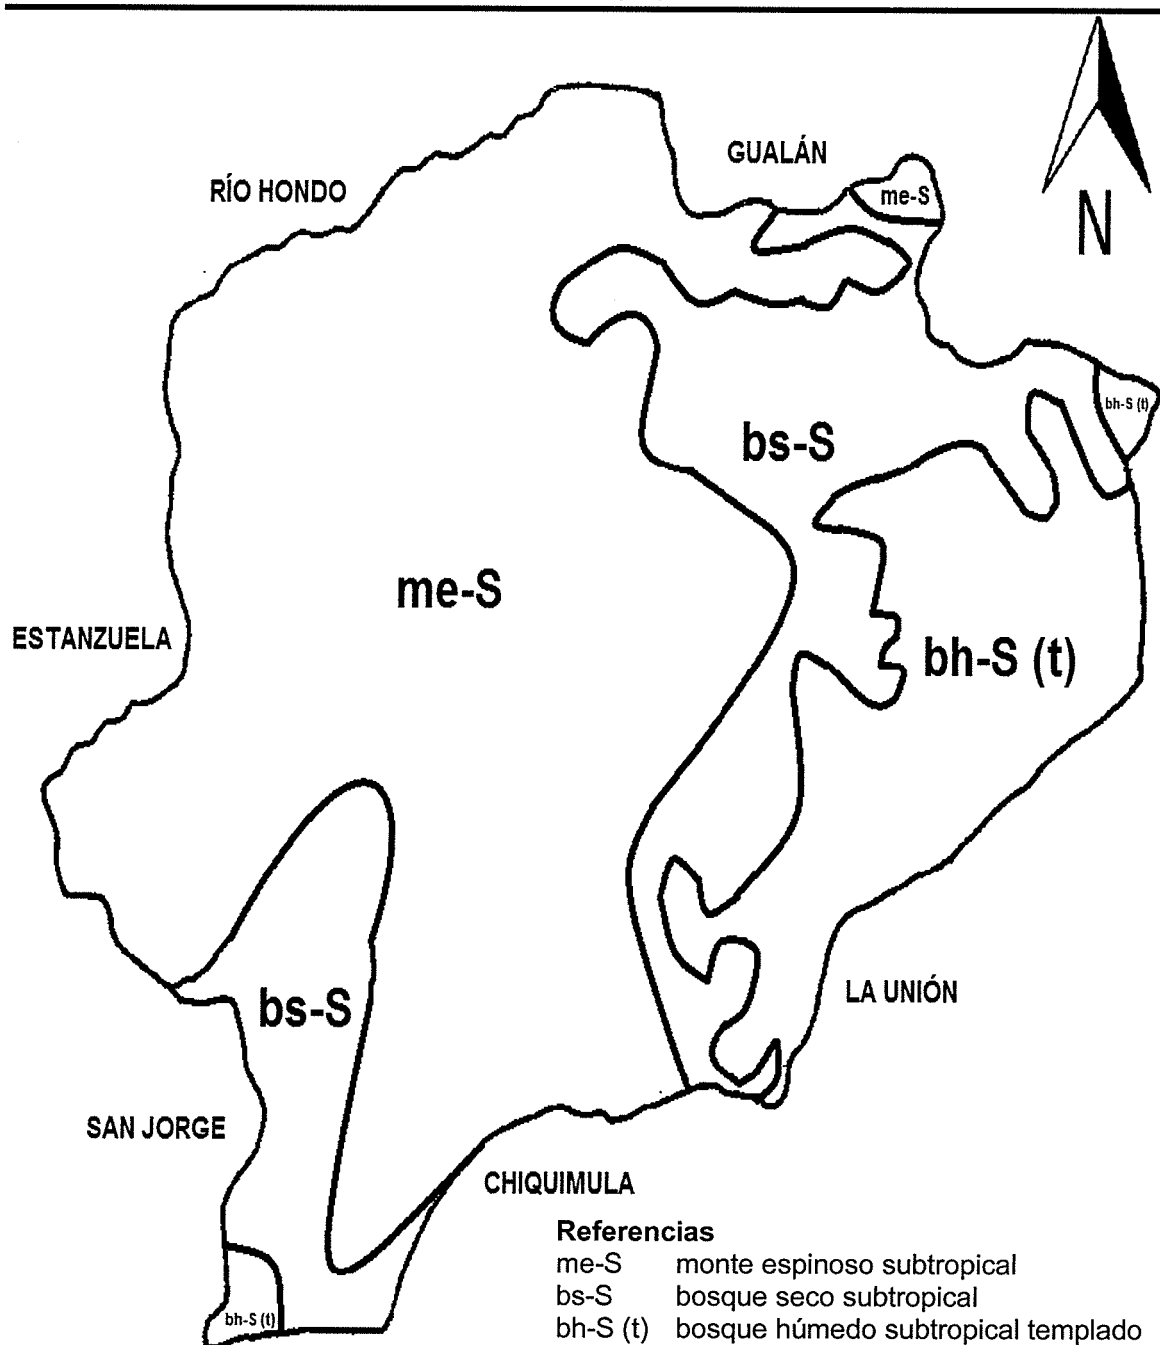 GUALÁN
RÍO HONDO
me-S
N
bh-S (t)
bs-S
me-S
ESTANZUELA
bh-S (t)
LA UNIÓN
bs-S
SAN JORGE
CHIQUIMULA
Referencias
me-S monte espinoso subtropical
bs-S bosque seco subtropical
bh-S (t) bosque húmedo subtropical templado
bh-S (t)